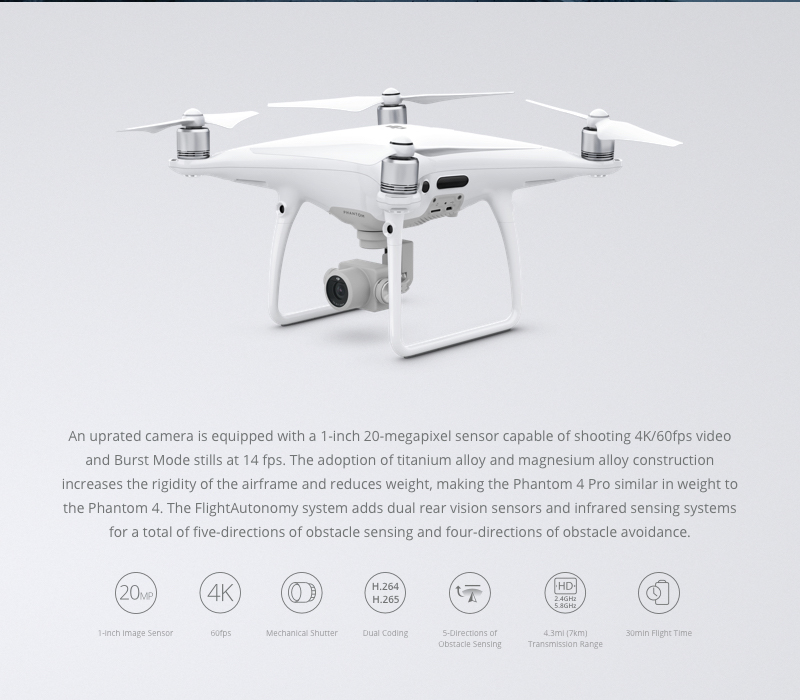 PHANTOM
An uprated camera is equipped with a 1-inch 20-megapixel sensor capable of shooting 4K/60fps video
and Burst Mode stills at 14 fps. The adoption of titanium alloy and magnesium alloy construction
increases the rigidity of the airframe and reduces weight, making the Phantom 4 Pro similar in weight to
the Phantom 4. The FlightAutonomy system adds dual rear vision sensors and infrared sensing systems
for a total of five-directions of obstacle sensing and four-directions of obstacle avoidance.
20MP
4K
H.264
H.265
HD
2.4GHz
5.8GHz
1-inch Image Sensor
60fps
Mechanical Shutter
Dual Coding
5-Directions of
Obstacle Sensing
4.3mi (7km)
Transmission Range
30min Flight Time